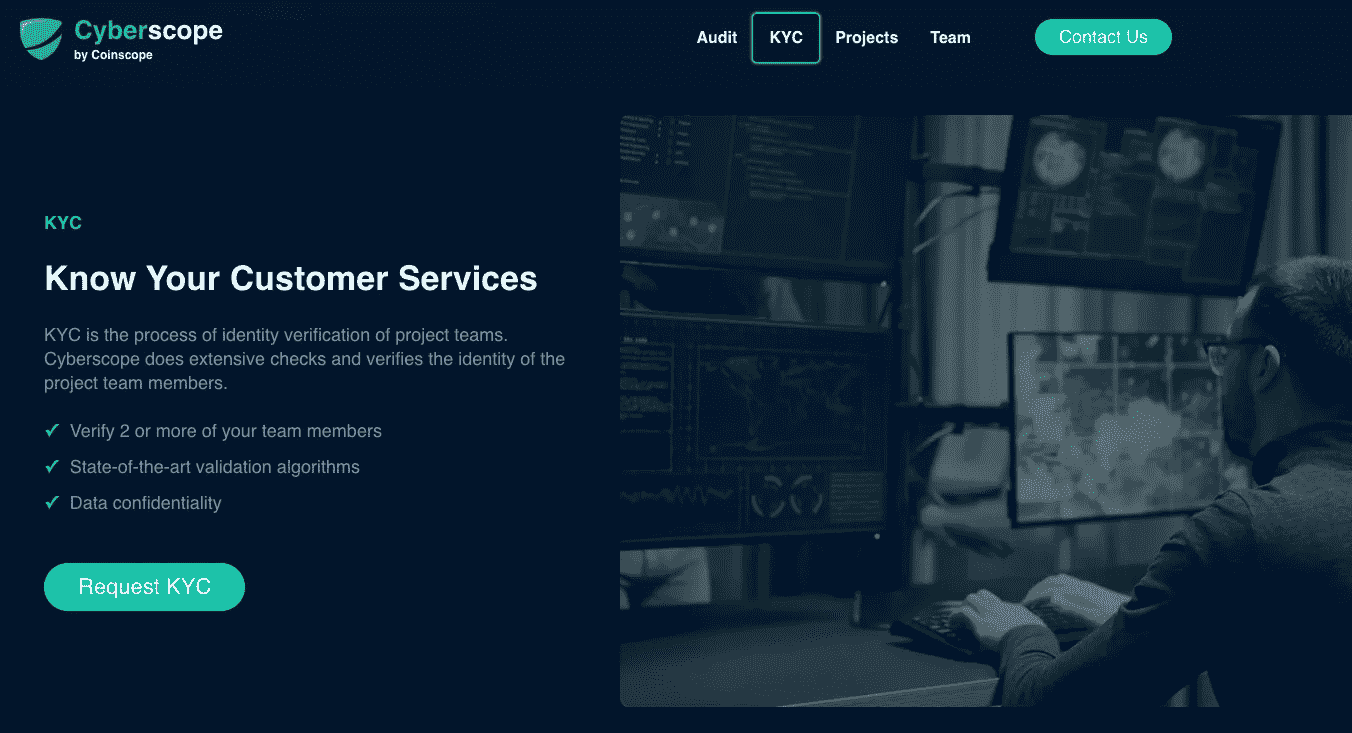 Cyberscope
by Coinscope
Audit KYC Projects Team Contact Us
KYC
Know Your Customer Services
KYC is the process of identity verification of project teams.
Cyberscope does extensive checks and verifies the identity of the
project team members.
✓ Verify 2 or more of your team members
✓ State-of-the-art validation algorithms
✓ Data confidentiality
Request KYC